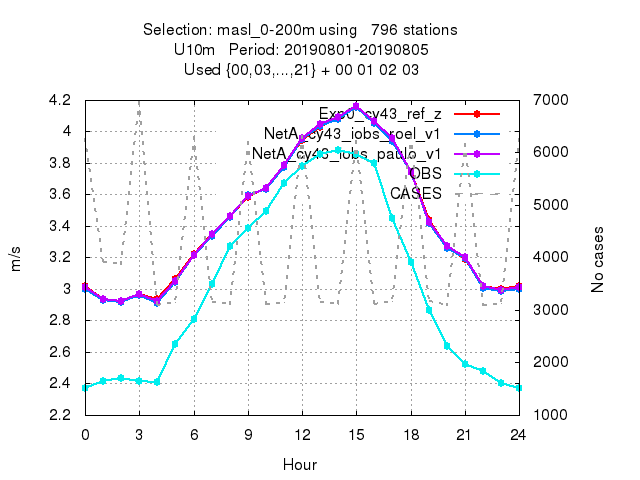 Selection: masl_0-200m using 796 stations
U10m Period: 20190801-20190805
Used {00,03,...,21} + 00 01 02 03
Exp0_cy43_ref_z
NetA_cy43_iobs_roel_v1
NetA_cy43_iobs_paulo_v1
OBS
CASES
4.2
4
3.8
3.6
3.4
3.2
3
2.8
2.6
2.4
2.2
m/s
7000
6000
5000
4000
3000
2000
1000
No cases
0 3 6 9 12 15 18 21 24
Hour